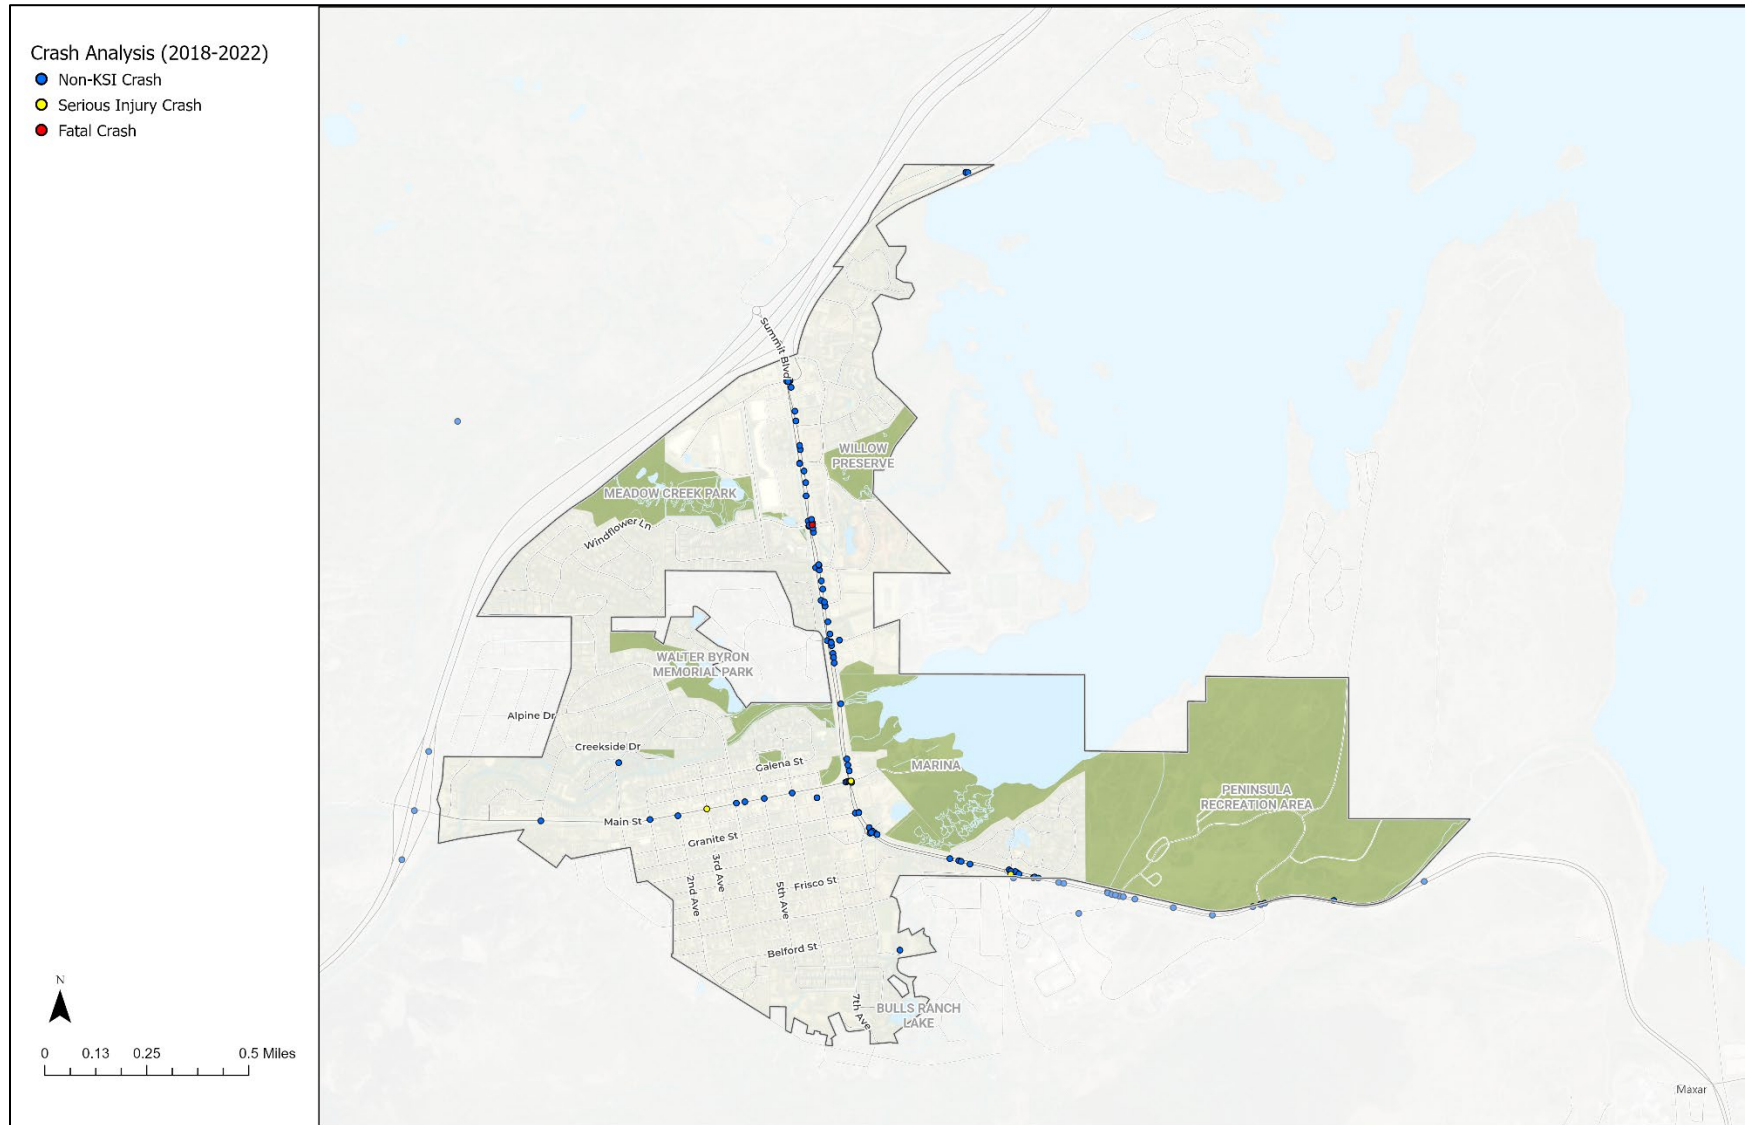 Crash Analysis (2018-2022)
Non-KSI Crash
Serious Injury Crash
Fatal Crash
Summit Blvd
WILLOW
PRESERVE
MEADOW CREEK PARK
Windflower Ln
WALTER BYRON
MEMORIAL PARK
Alpine Dr
Creekside Dr
Galena St
MARINA
PENINSULA
RECREATION AREA
Main St
Granite St
3rd Ave
2nd Ave
5th Ave
Frisco St
Belford St
7th Ave
BULLS RANCH
LAKE
N
0 0.13 0.25 0.5 Miles
Maxar